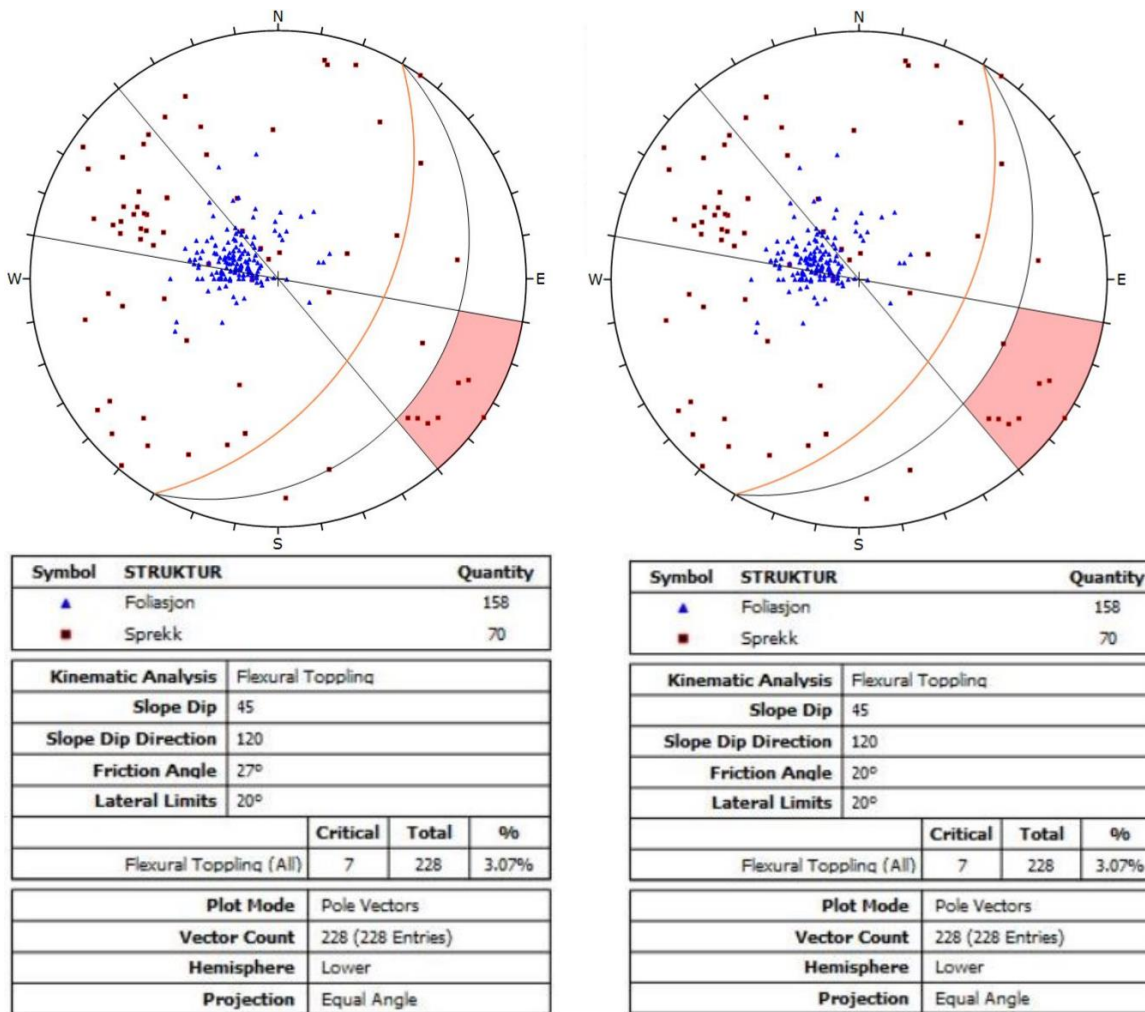 N
W
E
S
Symbol STRUKTUR Quantity
Foliasjon 158
Sprekk 70
Kinematic Analysis Flexural Toppling
Slope Dip 45
Slope Dip Direction 120
Friction Angle 27º
Lateral Limits 20º
Critical Total %
Flexural Toppling (All) 7 228 3.07%
Plot Mode Pole Vectors
Vector Count 228 (228 Entries)
Hemisphere Lower
Projection Equal Angle
N
W
E
S
Symbol STRUKTUR Quantity
Foliasjon 158
Sprekk 70
Kinematic Analysis Flexural Toppling
Slope Dip 45
Slope Dip Direction 120
Friction Angle 20º
Lateral Limits 20º
Critical Total %
Flexural Toppling (All) 7 228 3.07%
Plot Mode Pole Vectors
Vector Count 228 (228 Entries)
Hemisphere Lower
Projection Equal Angle